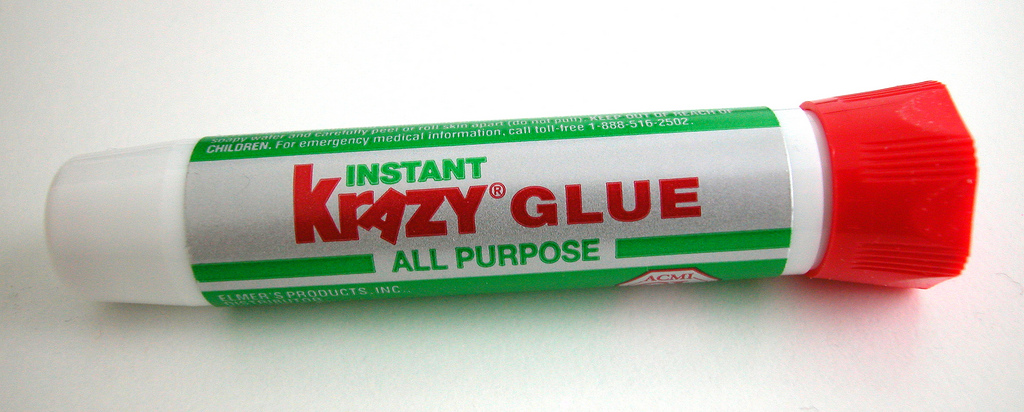 soapy water and carefully peel or roll skin apart (do not pull). KEEP OUT OF REACH OF
CHILDREN. For emergency medical information, call toll-free 1-888-516-2502.
INSTANT
KRAZY® GLUE
ALL PURPOSE
ELMER'S PRODUCTS, INC.,
DISTRIBUTOR
ACMI